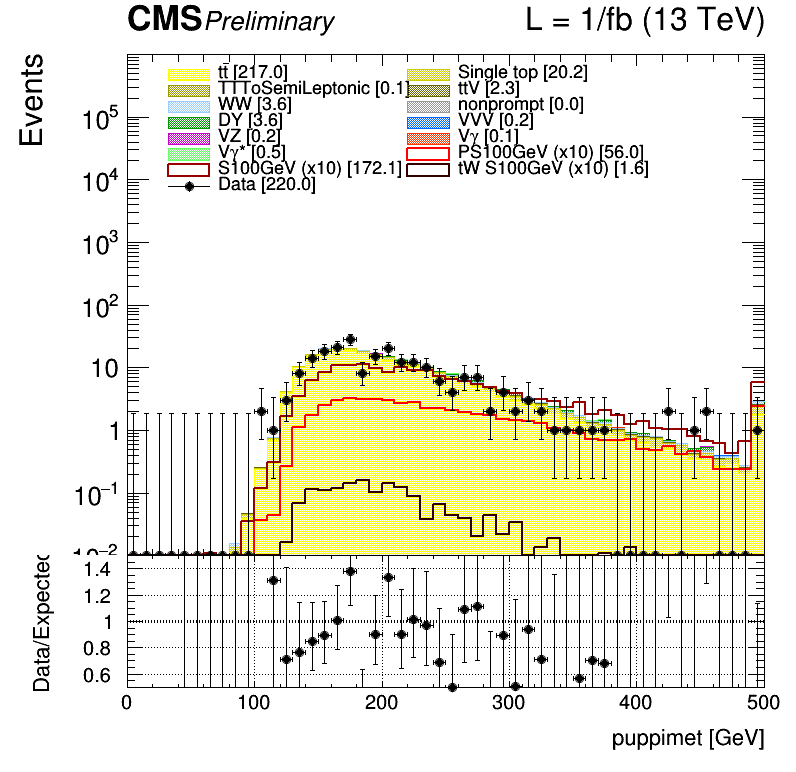 CMS Preliminary L = 1/fb (13 TeV)
Events
tt̄ [217.0] Single top [20.2]
TTToSemiLeptonic [0.1] ttV [2.3]
WW [3.6] nonprompt [0.0]
DY [3.6] VVV [0.2]
VZ [0.2] Vγ [0.1]
Vγ* [0.5] PS100GeV (x10) [56.0]
S100GeV (x10) [172.1] tW S100GeV (x10) [1.6]
Data [220.0]
10⁵
10⁴
10³
10²
10
1
10⁻¹
10⁻²
Data/Expected
1.4
1.2
1
0.8
0.6
0 100 200 300 400 500
puppimet [GeV]